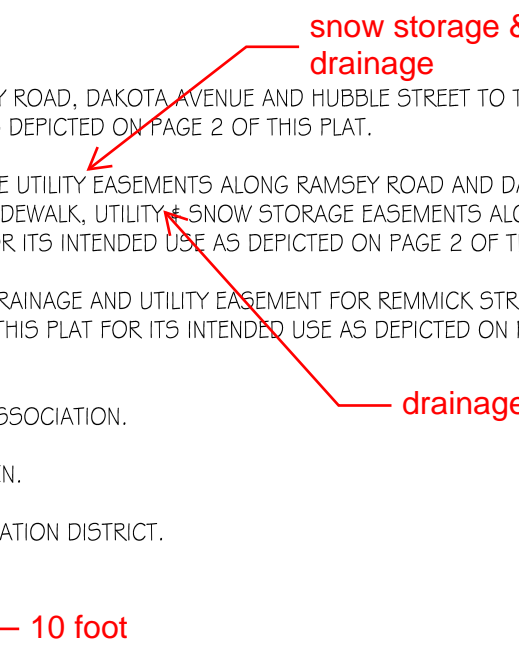 snow storage &
drainage
ROAD, DAKOTA AVENUE AND HUBBLE STREET TO
DEPICTED ON PAGE 2 OF THIS PLAT.
UTILITY EASEMENTS ALONG RAMSEY ROAD AND
DEWALK, UTILITY & SNOW STORAGE EASEMENTS
R ITS INTENDED USE AS DEPICTED ON PAGE 2 OF
RAINAGE AND UTILITY EASEMENT FOR REMMICK STR
THIS PLAT FOR ITS INTENDED USE AS DEPICTED ON
drainage
SSOCIATION.
N.
ATION DISTRICT.
10 foot